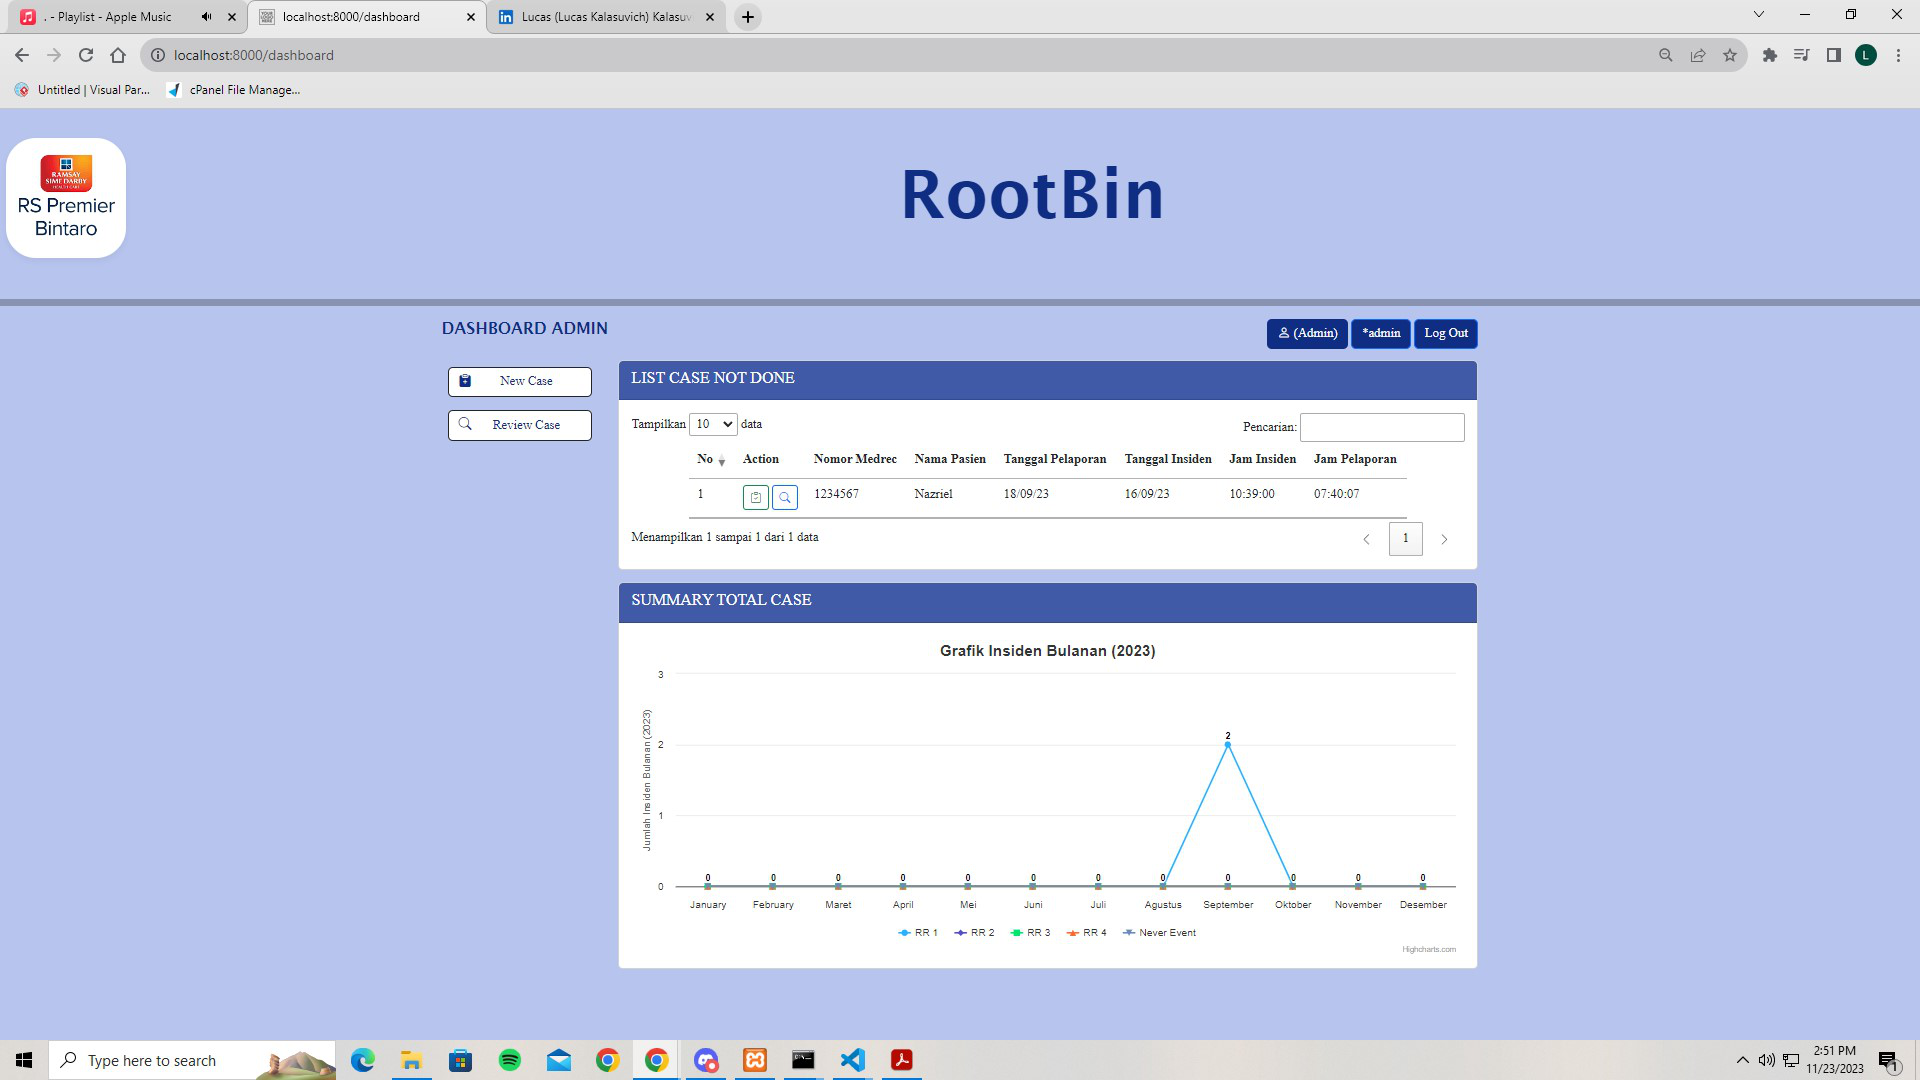 . - Playlist - Apple Music
localhost:8000/dashboard
Lucas (Lucas Kalasuvich) Kalasuv
localhost:8000/dashboard
L
Untitled | Visual Par...
cPanel File Manage...
RAMSAY
SIME DARBY
HEALTH CARE
RS Premier
Bintaro
RootBin
DASHBOARD ADMIN
(Admin)
*admin
Log Out
New Case
Review Case
LIST CASE NOT DONE
Tampilkan 10 data
Pencarian:
No Action Nomor Medrec Nama Pasien Tanggal Pelaporan Tanggal Insiden Jam Insiden Jam Pelaporan
1 1234567 Nazriel 18/09/23 16/09/23 10:39:00 07:40:07
Menampilkan 1 sampai 1 dari 1 data
1
SUMMARY TOTAL CASE
Grafik Insiden Bulanan (2023)
Jumlah Insiden Bulanan (2023)
3
2
1
0
2
0 0 0 0 0 0 0 0 0 0 0 0
January February Maret April Mei Juni Juli Agustus September Oktober November Desember
RR 1 RR 2 RR 3 RR 4 Never Event
Highcharts.com
Type here to search
2:51 PM
11/23/2023
1